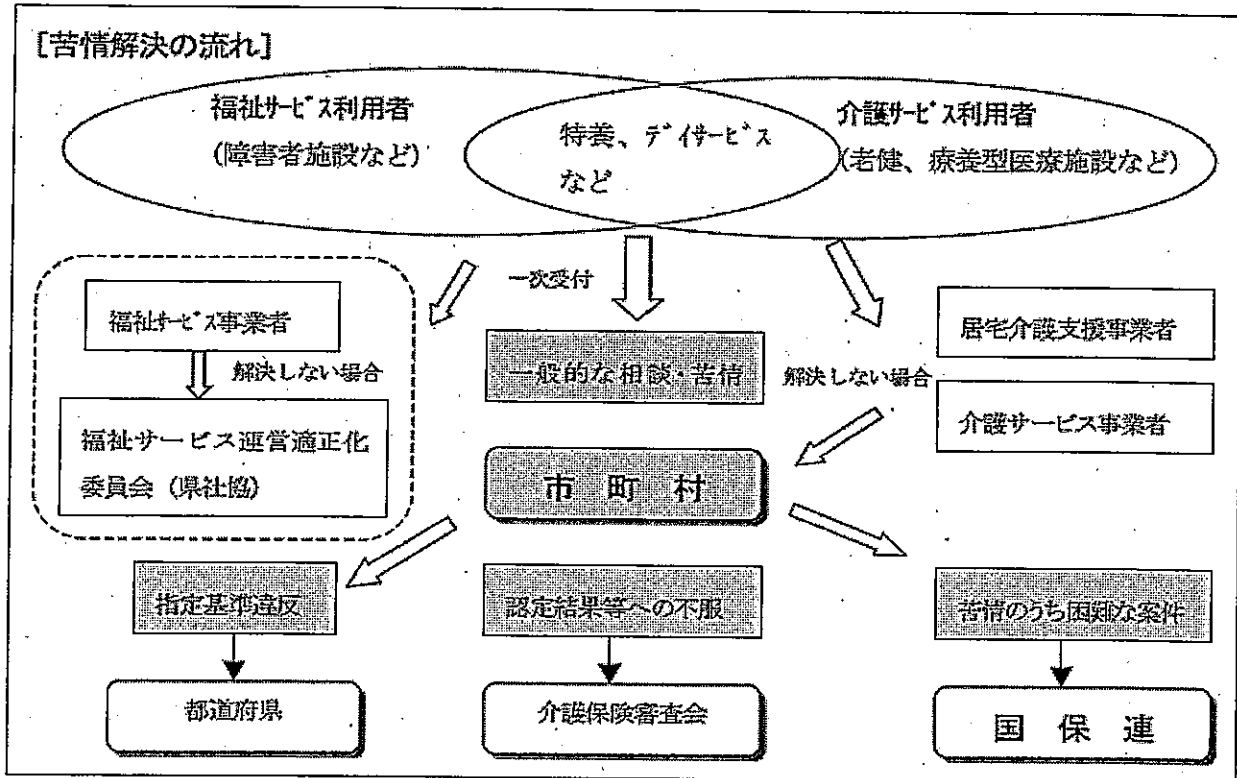 [苦情解決の流れ]
福祉サービス利用者
(障害者施設など)
特養、デイサービス
など
介護サービス利用者
(老健、療養型医療施設など)
一次受付
福祉サービス事業者
解決しない場合
福祉サービス運営適正化
委員会(県社協)
一般的な相談・苦情
解決しない場合
居宅介護支援事業者
介護サービス事業者
市町村
指定基準違反
認定結果等への不服
苦情のうち困難な案件
都道府県
介護保険審査会
国保連